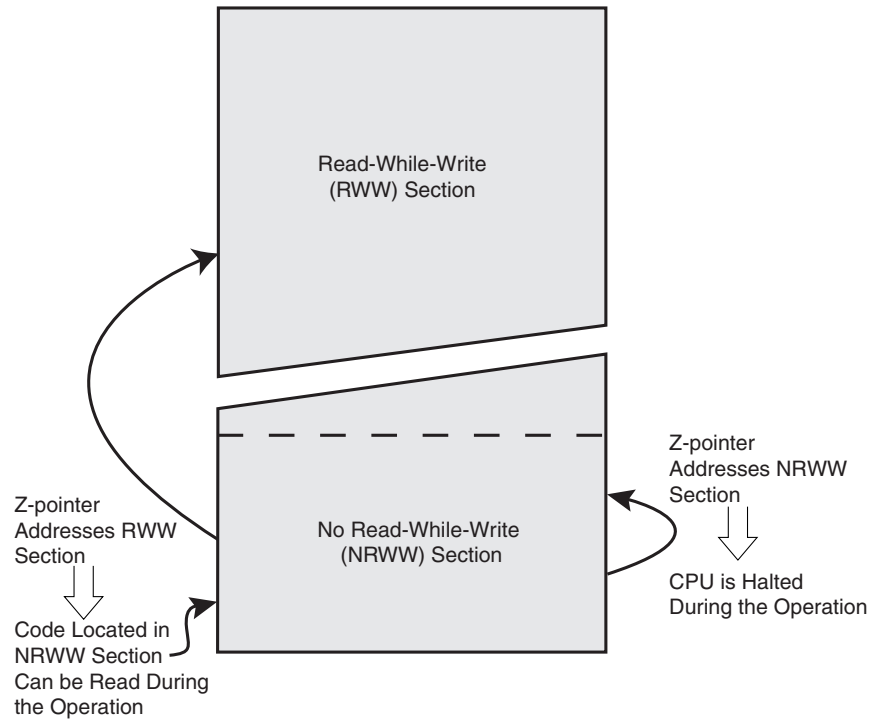 Read-While-Write
(RWW) Section
Z-pointer
Addresses RWW
Section
Code Located in
NRWW Section
Can be Read During
the Operation
No Read-While-Write
(NRWW) Section
Z-pointer
Addresses NRWW
Section
CPU is Halted
During the Operation